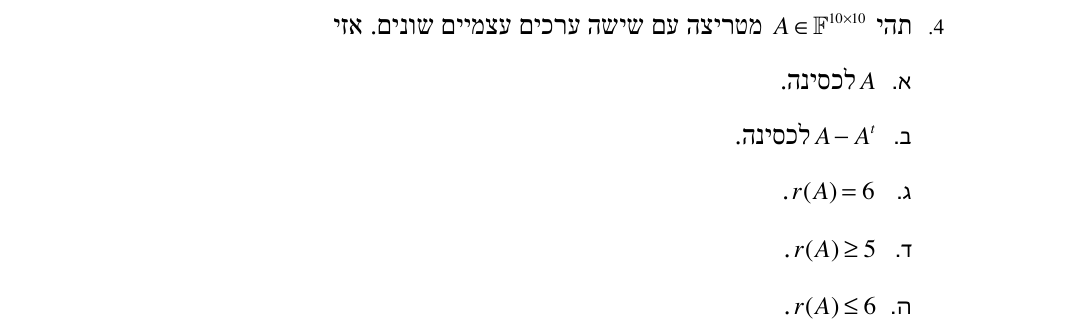 4. תהי A ∈ 𝔽^{10×10} מטריצה עם שישה ערכים עצמיים שונים. אזי
א. A לכסינה.
ב. A − A^t לכסינה.
ג. r(A) = 6.
ד. r(A) ≥ 5.
ה. r(A) ≤ 6.